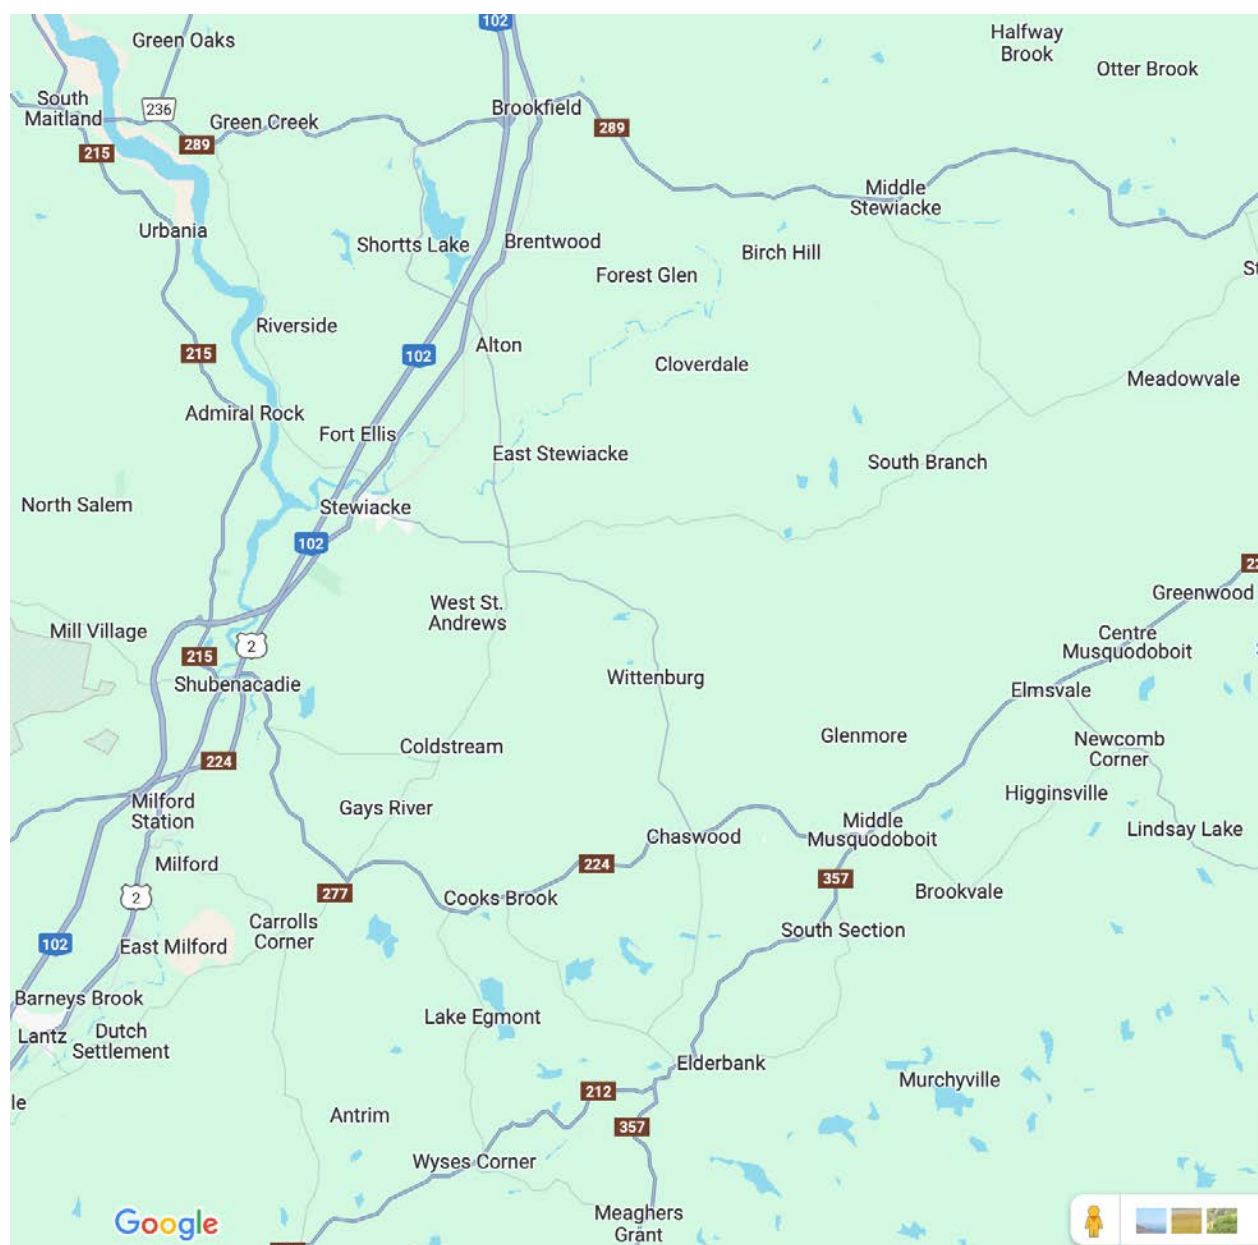 102
Green Oaks
Halfway
Brook
Otter Brook
South
Maitland
236
Brookfield
Green Creek
289
289
215
Middle
Stewiacke
Urbania
Shortts Lake
Brentwood
Birch Hill
Forest Glen
St
Riverside
215
102
Alton
Cloverdale
Meadowvale
Admiral Rock
Fort Ellis
East Stewiacke
South Branch
North Salem
Stewiacke
102
Greenwood
West St.
Andrews
Mill Village
2
Centre
Musquodoboit
215
Shubenacadie
Wittenburg
Elmsvale
Glenmore
Coldstream
Newcomb
Corner
224
Milford
Station
Gays River
Higginsville
Chaswood
Middle
Musquodoboit
Lindsay Lake
Milford
224
357
2
277
Cooks Brook
Brookvale
Carrolls
Corner
South Section
102
East Milford
Barneys Brook
Lake Egmont
Lantz
Dutch
Settlement
Elderbank
Murchyville
212
le
Antrim
357
Wyses Corner
Meaghers
Grant
Google